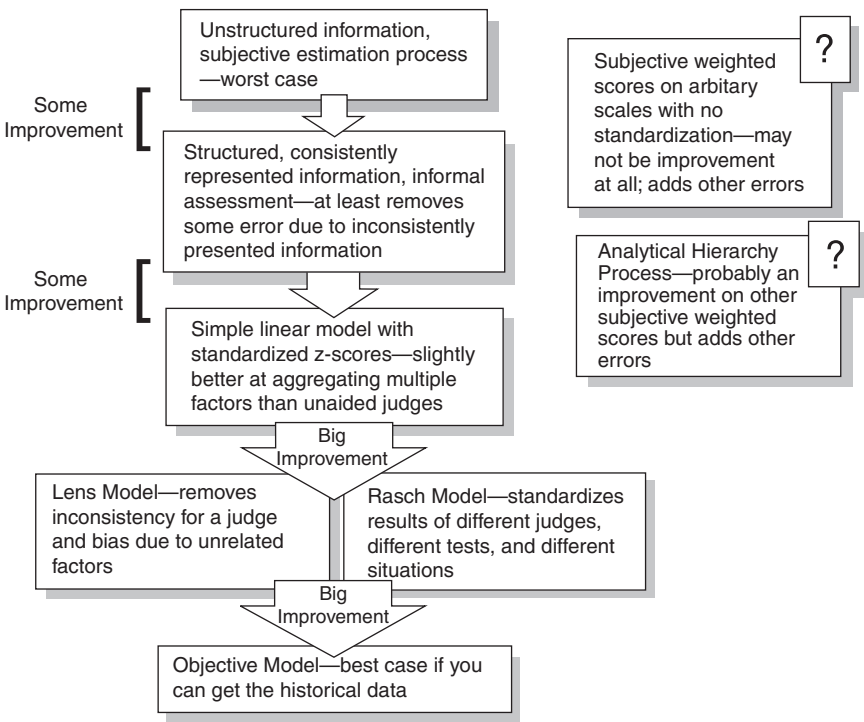 Unstructured information,
subjective estimation process
—worst case
Some
Improvement
Structured, consistently
represented information, informal
assessment—at least removes
some error due to inconsistently
presented information
Some
Improvement
Simple linear model with
standardized z-scores—slightly
better at aggregating multiple
factors than unaided judges
Big
Improvement
Lens Model—removes
inconsistency for a judge
and bias due to unrelated
factors
Rasch Model—standardizes
results of different judges,
different tests, and different
situations
Big
Improvement
Objective Model—best case if you
can get the historical data
?
Subjective weighted
scores on arbitary
scales with no
standardization—may
not be improvement
at all; adds other errors
?
Analytical Hierarchy
Process—probably an
improvement on other
subjective weighted
scores but adds other
errors